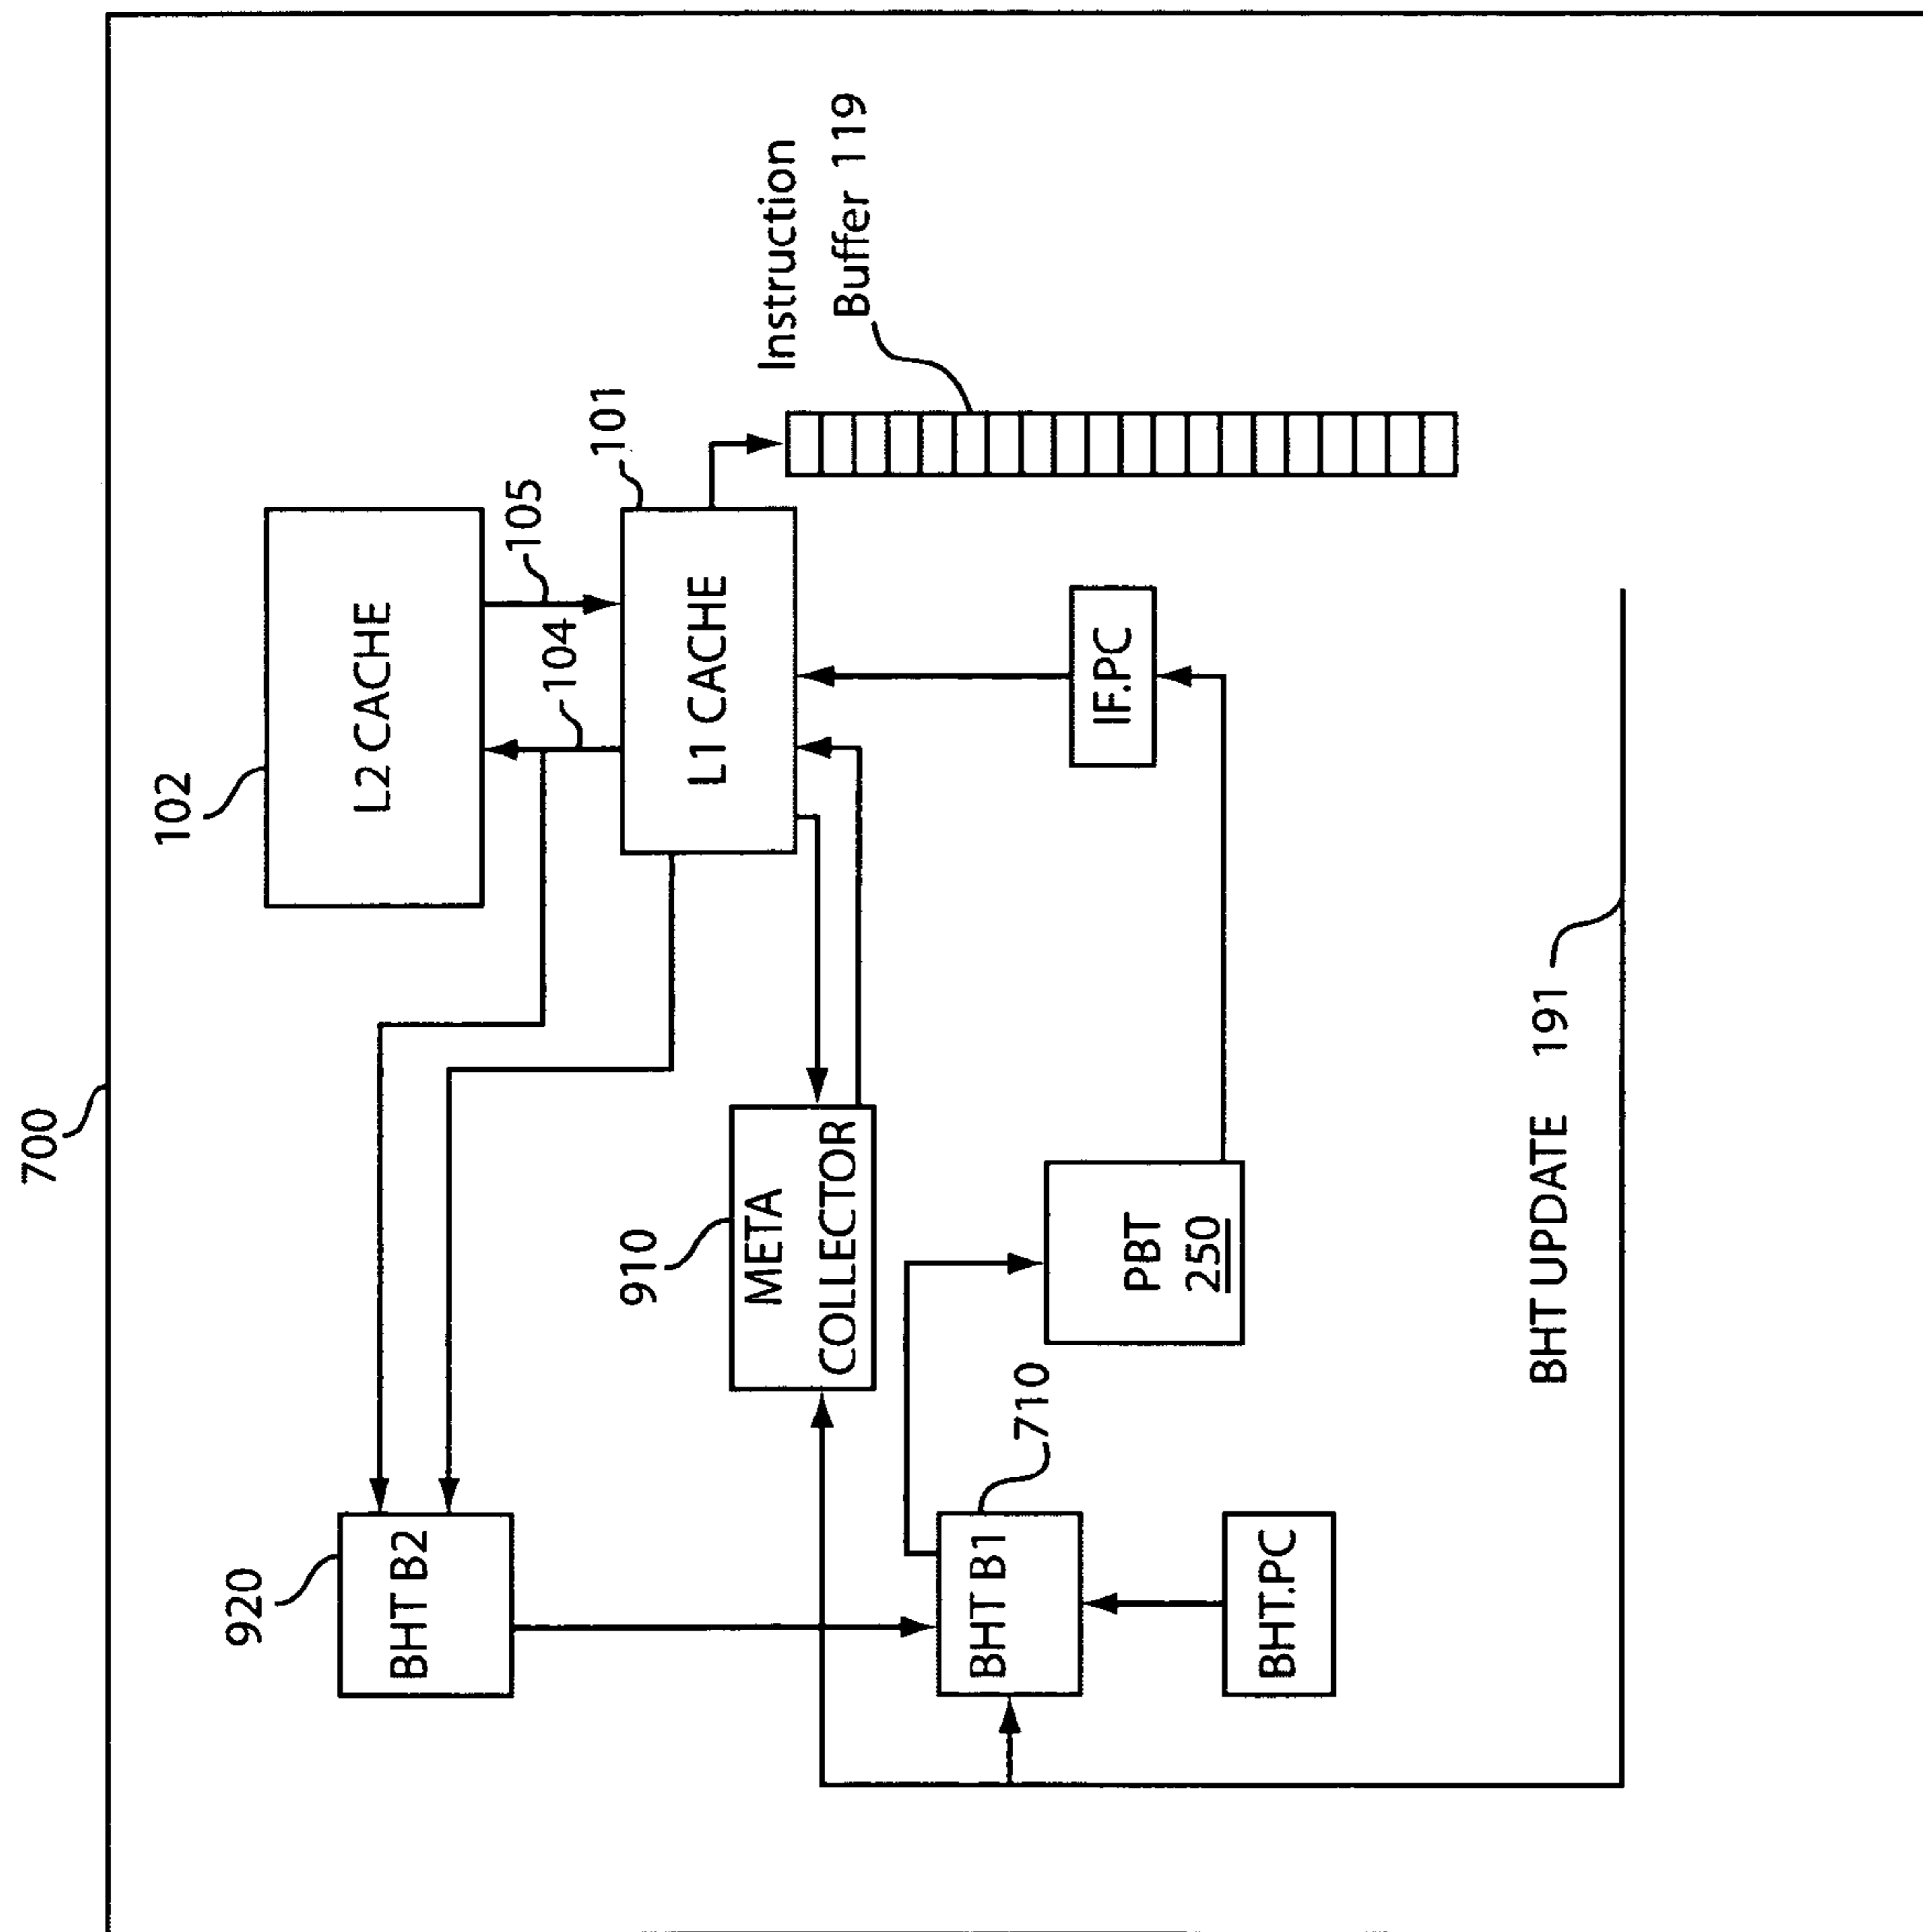 700
102
L2 CACHE
104
105
101
L1 CACHE
Instruction
Buffer 119
920
BHT B2
910
META
COLLECTOR
710
BHT B1
PBT
250
IF.PC
BHT.PC
BHT UPDATE 191